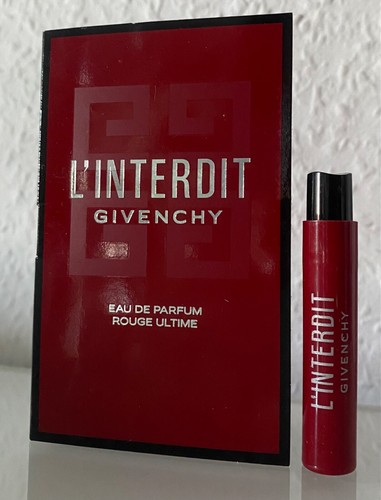 L'INTERDIT
GIVENCHY
EAU DE PARFUM
ROUGE ULTIME
L'INTERDIT
GIVENCHY